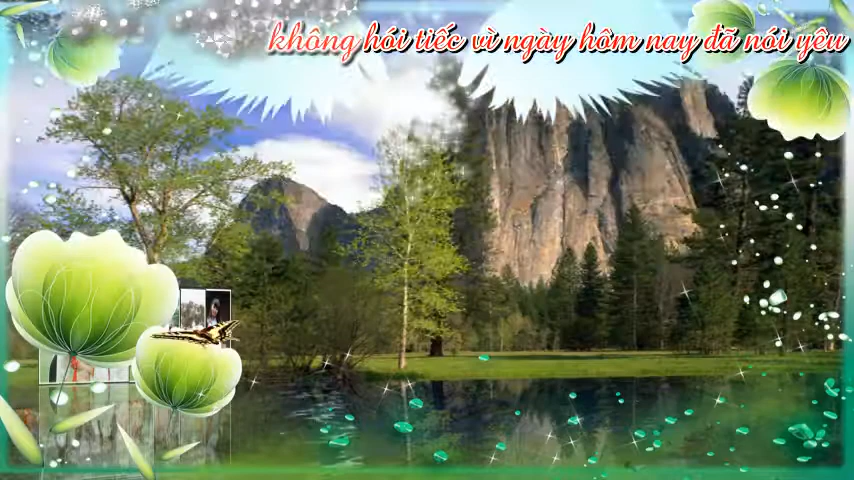 không hối tiếc vì ngày hôm nay đã nói yêu